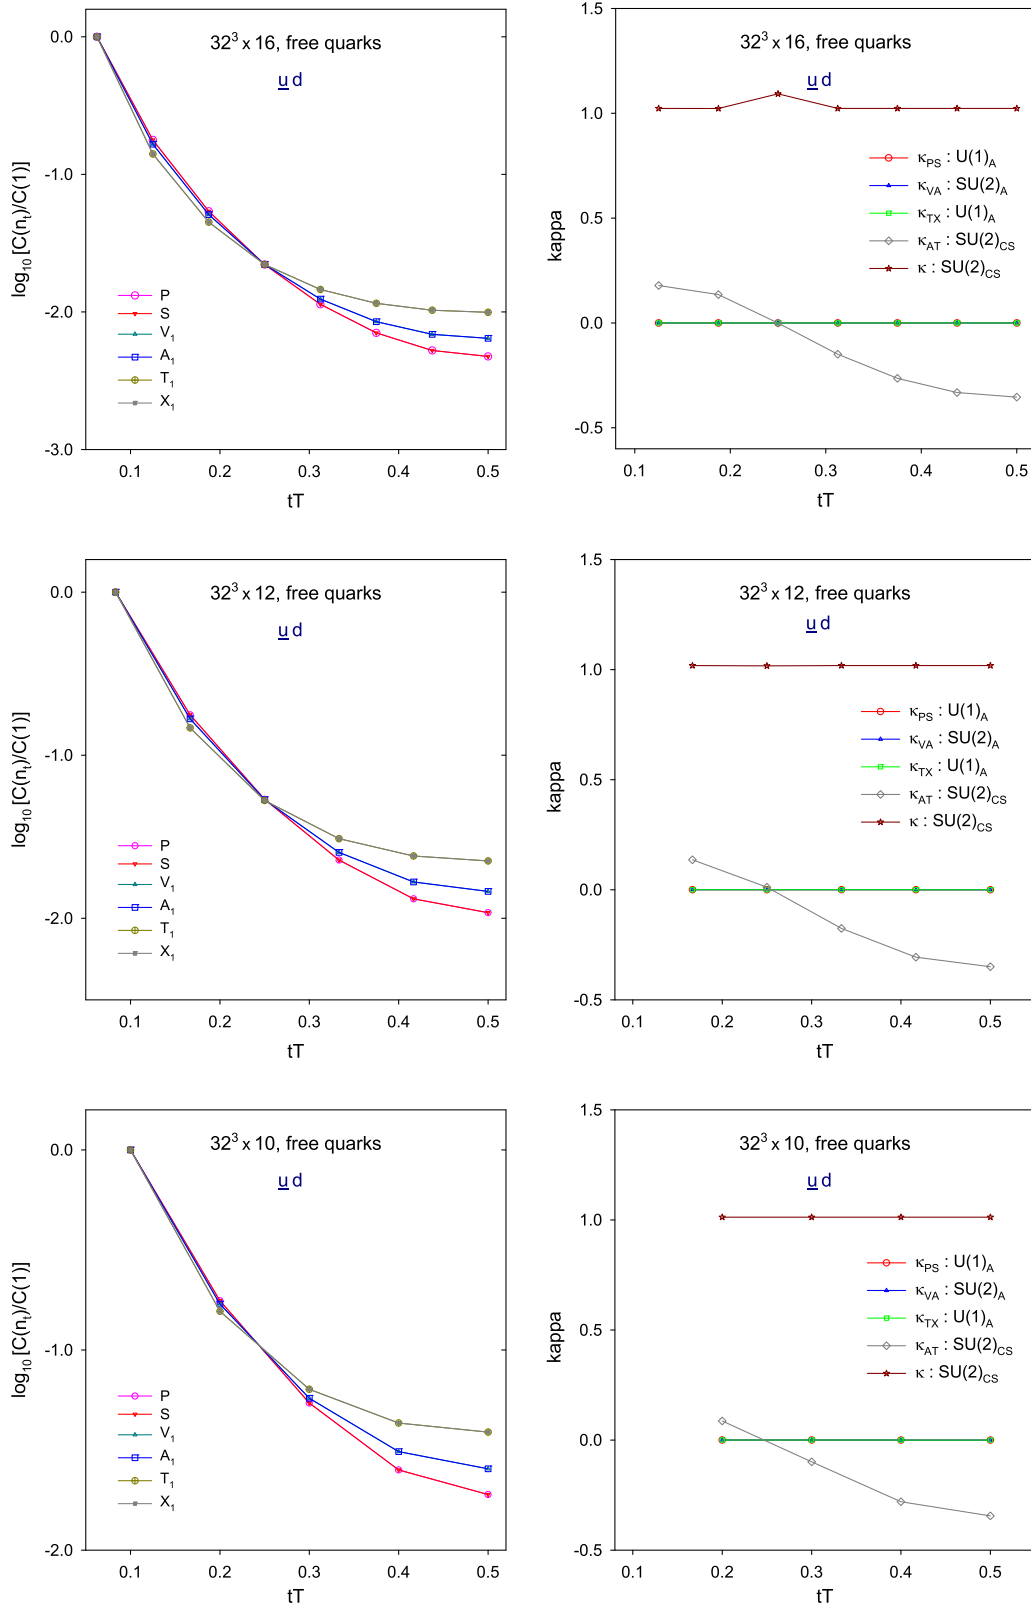 32³ x 16, free quarks
u d
log₁₀ [C(nₜ)/C(1)]
0.0
-1.0
-2.0
-3.0
P
S
V₁
A₁
T₁
X₁
0.1 0.2 0.3 0.4 0.5
tT
32³ x 16, free quarks
u d
kappa
1.5
1.0
0.5
0.0
-0.5
κPS : U(1)A
κVA : SU(2)A
κTX : U(1)A
κAT : SU(2)CS
κ : SU(2)CS
0.1 0.2 0.3 0.4 0.5
tT
32³ x 12, free quarks
u d
log₁₀ [C(nₜ)/C(1)]
0.0
-1.0
-2.0
P
S
V₁
A₁
T₁
X₁
0.1 0.2 0.3 0.4 0.5
tT
32³ x 12, free quarks
u d
kappa
1.5
1.0
0.5
0.0
-0.5
κPS : U(1)A
κVA : SU(2)A
κTX : U(1)A
κAT : SU(2)CS
κ : SU(2)CS
0.1 0.2 0.3 0.4 0.5
tT
32³ x 10, free quarks
u d
log₁₀ [C(nₜ)/C(1)]
0.0
-1.0
-2.0
P
S
V₁
A₁
T₁
X₁
0.1 0.2 0.3 0.4 0.5
tT
32³ x 10, free quarks
u d
kappa
1.5
1.0
0.5
0.0
-0.5
κPS : U(1)A
κVA : SU(2)A
κTX : U(1)A
κAT : SU(2)CS
κ : SU(2)CS
0.1 0.2 0.3 0.4 0.5
tT